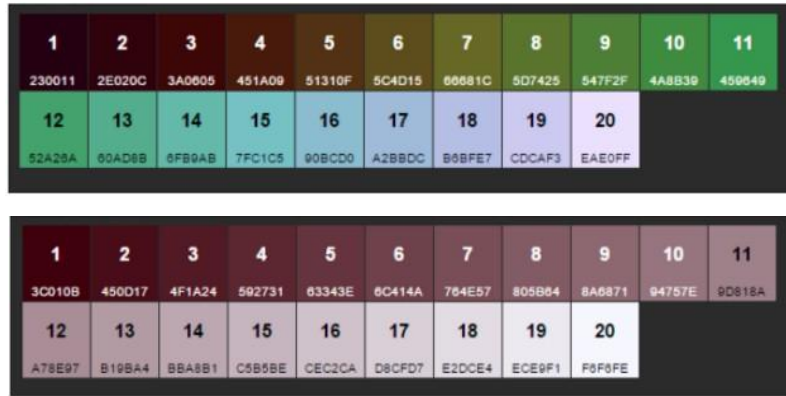 1 2 3 4 5 6 7 8 9 10 11
230011 2E020C 3A0605 451A09 51310F 5C4D15 66681C 5D7425 547F2F 4A8B39 459649
12 13 14 15 16 17 18 19 20
52A26A 60AD8B 6FB9AB 7FC1C5 90BCD0 A2BBDC B6BFE7 CDCAF3 EAE0FF
1 2 3 4 5 6 7 8 9 10 11
3C010B 450D17 4F1A24 592731 63343E 6C414A 764E57 805B64 8A6871 94757E 9D818A
12 13 14 15 16 17 18 19 20
A78E97 B19BA4 BBA8B1 C5B5BE CEC2CA D8CFD7 E2DCE4 ECE9F1 F6F6FE